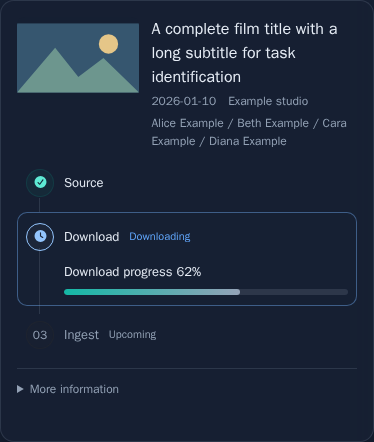 A complete film title with a
long subtitle for task
identification
2026-01-10 Example studio
Alice Example / Beth Example / Cara
Example / Diana Example
Source
Download Downloading
Download progress 62%
03 Ingest Upcoming
More information